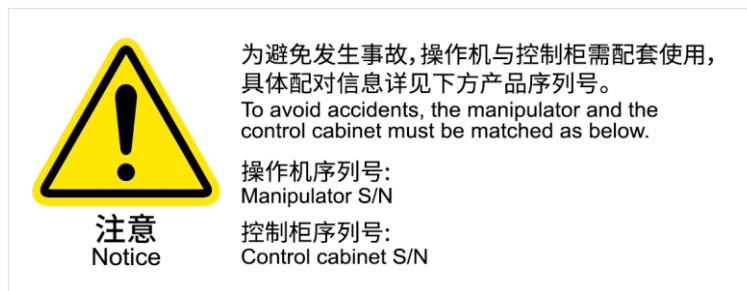 为避免发生事故，操作机与控制柜需配套使用，
具体配对信息详见下方产品序列号。
To avoid accidents, the manipulator and the
control cabinet must be matched as below.
操作机序列号:
Manipulator S/N
控制柜序列号:
Control cabinet S/N
注意
Notice